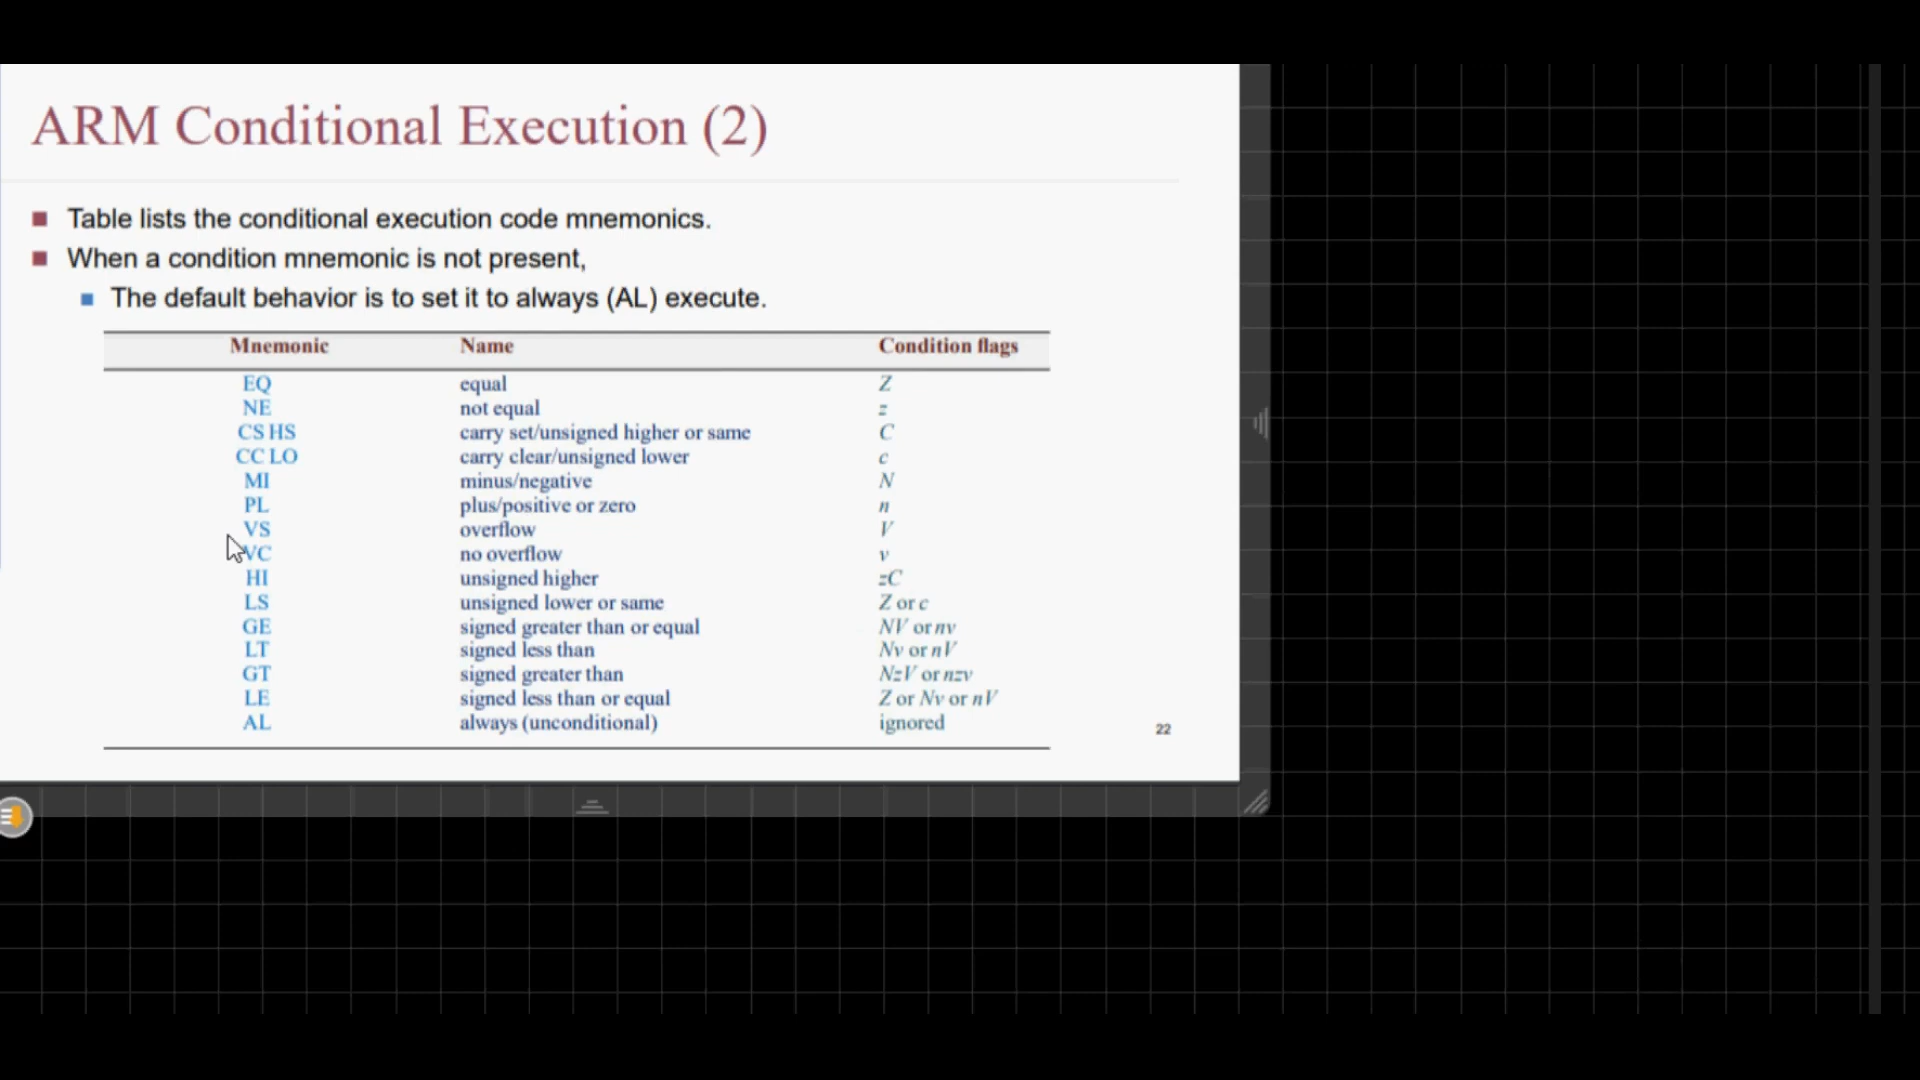 ARM Conditional Execution (2)
Table lists the conditional execution code mnemonics.
When a condition mnemonic is not present,
The default behavior is to set it to always (AL) execute.
Mnemonic Name Condition flags
EQ equal Z
NE not equal z
CS HS carry set/unsigned higher or same C
CC LO carry clear/unsigned lower c
MI minus/negative N
PL plus/positive or zero n
VS overflow V
VC no overflow v
HI unsigned higher zC
LS unsigned lower or same Z or c
GE signed greater than or equal NV or nv
LT signed less than Nv or nV
GT signed greater than NzV or nzv
LE signed less than or equal Z or Nv or nV
AL always (unconditional) ignored
22